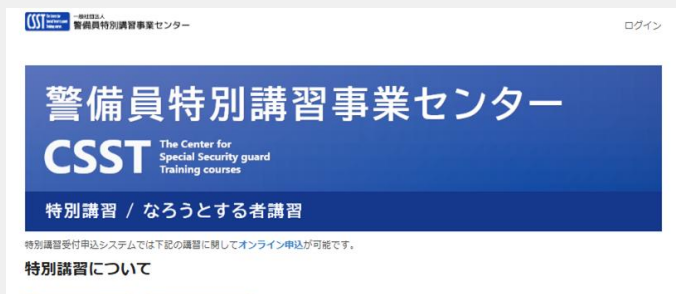 CSST
一般社団法人
警備員特別講習事業センター
ログイン
警備員特別講習事業センター
CSST The Center for
Special Security guard
Training courses
特別講習 / なろうとする者講習
特別講習受付申込システムでは下記の講習に関してオンライン申込が可能です。
特別講習について